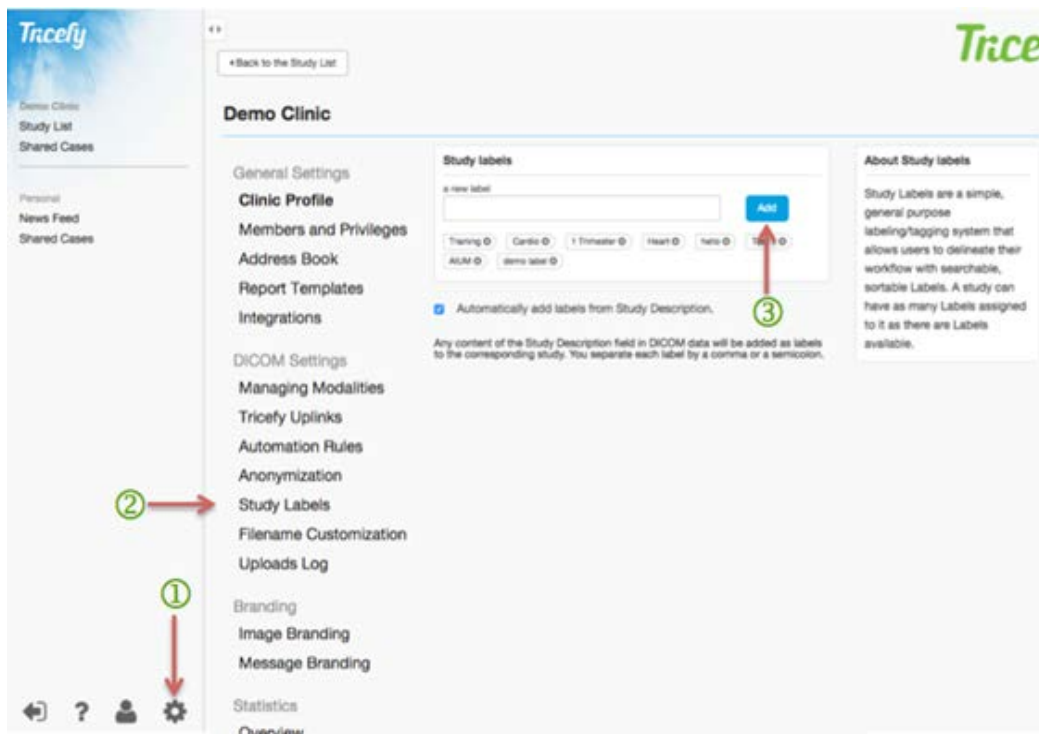 Tricefy
Demo Clinic
Study List
Shared Cases
Personal
News Feed
Shared Cases
Back to the Study List
Trice
Demo Clinic
General Settings
Clinic Profile
Members and Privileges
Address Book
Report Templates
Integrations
DICOM Settings
Managing Modalities
Tricefy Uplinks
Automation Rules
Anonymization
Study Labels
Filename Customization
Uploads Log
Branding
Image Branding
Message Branding
Statistics
Overview
Study labels
a new label
Add
Training Cardio 1 Trimester Heart hello
AIUM demo label
Automatically add labels from Study Description.
Any content of the Study Description field in DICOM data will be added as labels
to the corresponding study. You separate each label by a comma or a semicolon.
About Study labels
Study Labels are a simple,
general purpose
labeling/tagging system that
allows users to delineate their
workflow with searchable,
sortable Labels. A study can
have as many Labels assigned
to it as there are Labels
available.
①
②
③
?